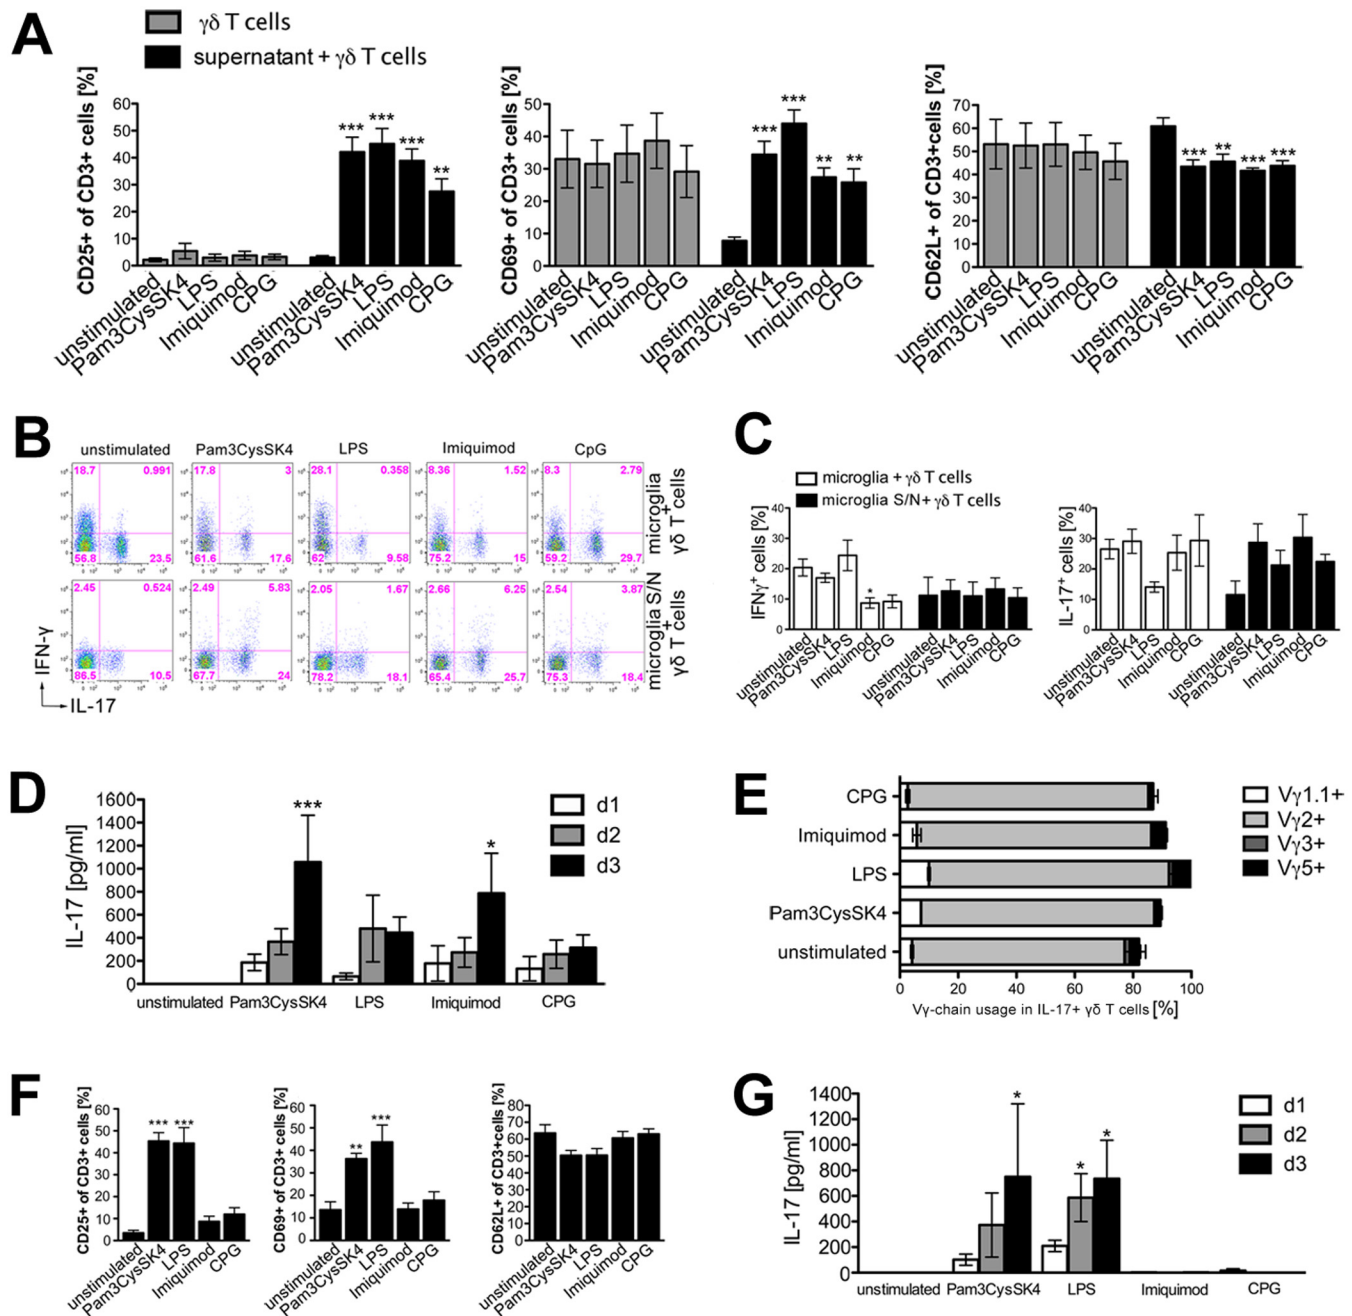 A
γδ T cells
supernatant + γδ T cells
CD25+ of CD3+ cells [%]
60
50
40
30
20
10
0
*** *** *** **
unstimulated
Pam3CysSK4
LPS
Imiquimod
CPG
unstimulated
Pam3CysSK4
LPS
Imiquimod
CPG
CD69+ of CD3+ cells [%]
50
40
30
20
10
0
*** *** ** **
unstimulated
Pam3CysSK4
LPS
Imiquimod
CPG
unstimulated
Pam3CysSK4
LPS
Imiquimod
CPG
CD62L+ of CD3+cells [%]
70
60
50
40
30
20
10
0
*** ** *** ***
unstimulated
Pam3CysSK4
LPS
Imiquimod
CPG
unstimulated
Pam3CysSK4
LPS
Imiquimod
CPG
B
unstimulated Pam3CysSK4 LPS Imiquimod CpG
18.7 0.991 17.8 3 28.1 0.358 8.36 1.52 8.3 2.79
56.8 23.5 61.6 17.6 62 9.58 75.2 15 59.2 29.7
microglia
+
γδ T cells
2.45 0.524 2.49 5.83 2.05 1.67 2.66 6.25 2.54 3.87
86.5 10.5 67.7 24 78.2 18.1 65.4 25.7 75.3 18.4
microglia S/N
+
γδ T cells
IFN-γ
IL-17
C
microglia + γδ T cells
microglia S/N+ γδ T cells
IFNγ+ cells [%]
40
30
20
10
0
*
unstimulated
Pam3CysSK4
LPS
Imiquimod
CPG
unstimulated
Pam3CysSK4
LPS
Imiquimod
CPG
IL-17+ cells [%]
40
30
20
10
0
unstimulated
Pam3CysSK4
LPS
Imiquimod
CPG
unstimulated
Pam3CysSK4
LPS
Imiquimod
CPG
D
IL-17 [pg/ml]
1600
1400
1200
1000
800
600
400
200
0
*** *
d1
d2
d3
unstimulated Pam3CysSK4 LPS Imiquimod CPG
E
CPG
Imiquimod
LPS
Pam3CysSK4
unstimulated
0 20 40 60 80 100
Vγ-chain usage in IL-17+ γδ T cells [%]
Vγ1.1+
Vγ2+
Vγ3+
Vγ5+
F
CD25+ of CD3+ cells [%]
60
50
40
30
20
10
0
*** ***
unstimulated
Pam3CysSK4
LPS
Imiquimod
CPG
CD69+ of CD3+ cells [%]
60
50
40
30
20
10
0
** ***
unstimulated
Pam3CysSK4
LPS
Imiquimod
CPG
CD62L+ of CD3+cells [%]
80
70
60
50
40
30
20
10
0
unstimulated
Pam3CysSK4
LPS
Imiquimod
CPG
G
IL-17 [pg/ml]
1400
1200
1000
800
600
400
200
0
* * *
d1
d2
d3
unstimulated Pam3CysSK4 LPS Imiquimod CPG